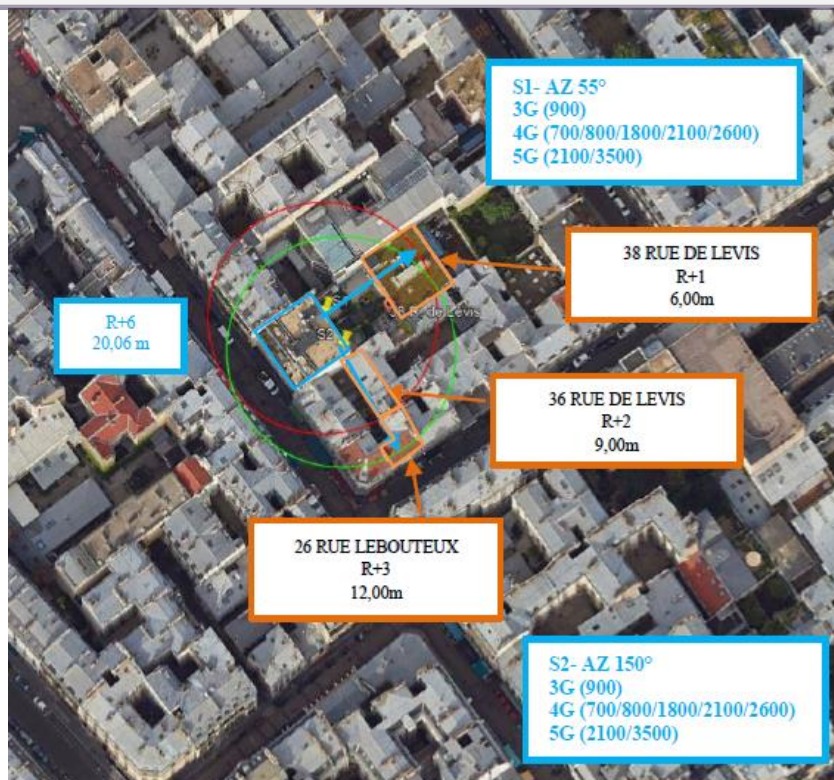 S1- AZ 55°
3G (900)
4G (700/800/1800/2100/2600)
5G (2100/3500)
38 RUE DE LEVIS
R+1
6,00m
R+6
20,06 m
S2
36 RUE DE LEVIS
R+2
9,00m
26 RUE LEBOUTEUX
R+3
12,00m
S2- AZ 150°
3G (900)
4G (700/800/1800/2100/2600)
5G (2100/3500)